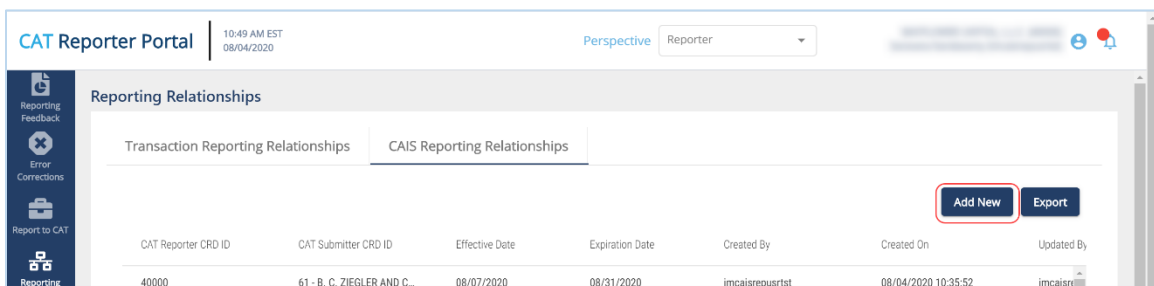 CAT Reporter Portal
10:49 AM EST
08/04/2020
Perspective
Reporter
Reporting
Feedback
Error
Corrections
Report to CAT
Reporting
Reporting Relationships
Transaction Reporting Relationships
CAIS Reporting Relationships
Add New
Export
CAT Reporter CRD ID
CAT Submitter CRD ID
Effective Date
Expiration Date
Created By
Created On
Updated By
40000
61 - B. C. ZIEGLER AND C...
08/07/2020
08/31/2020
imcaisrepusrtst
08/04/2020 10:35:52